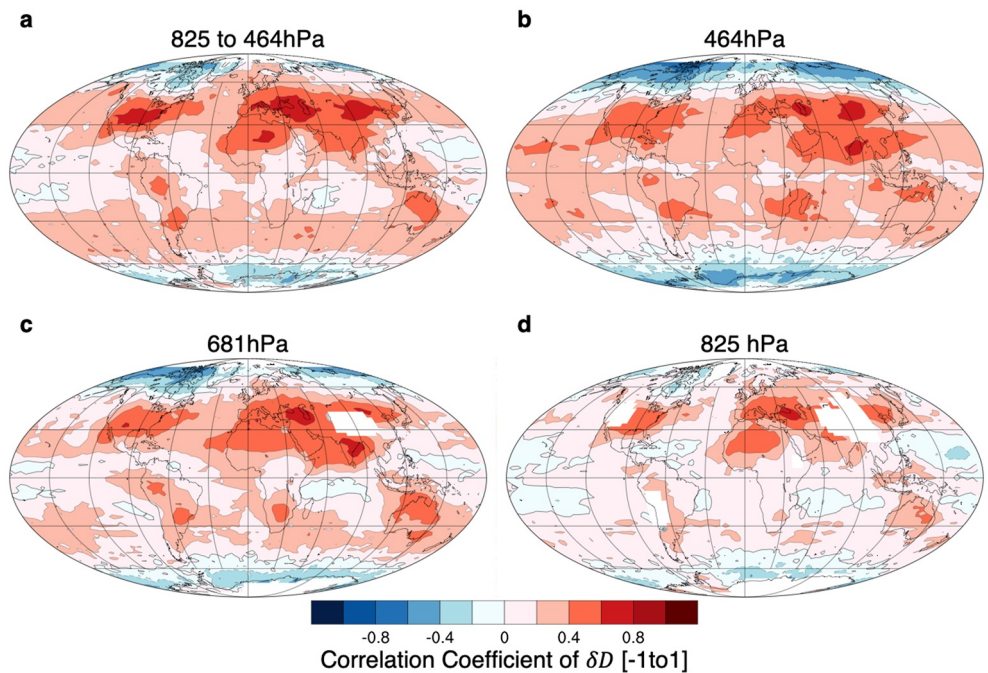 a
825 to 464hPa
b
464hPa
c
681hPa
d
825 hPa
-0.8 -0.4 0 0.4 0.8
Correlation Coefficient of δD [-1to1]